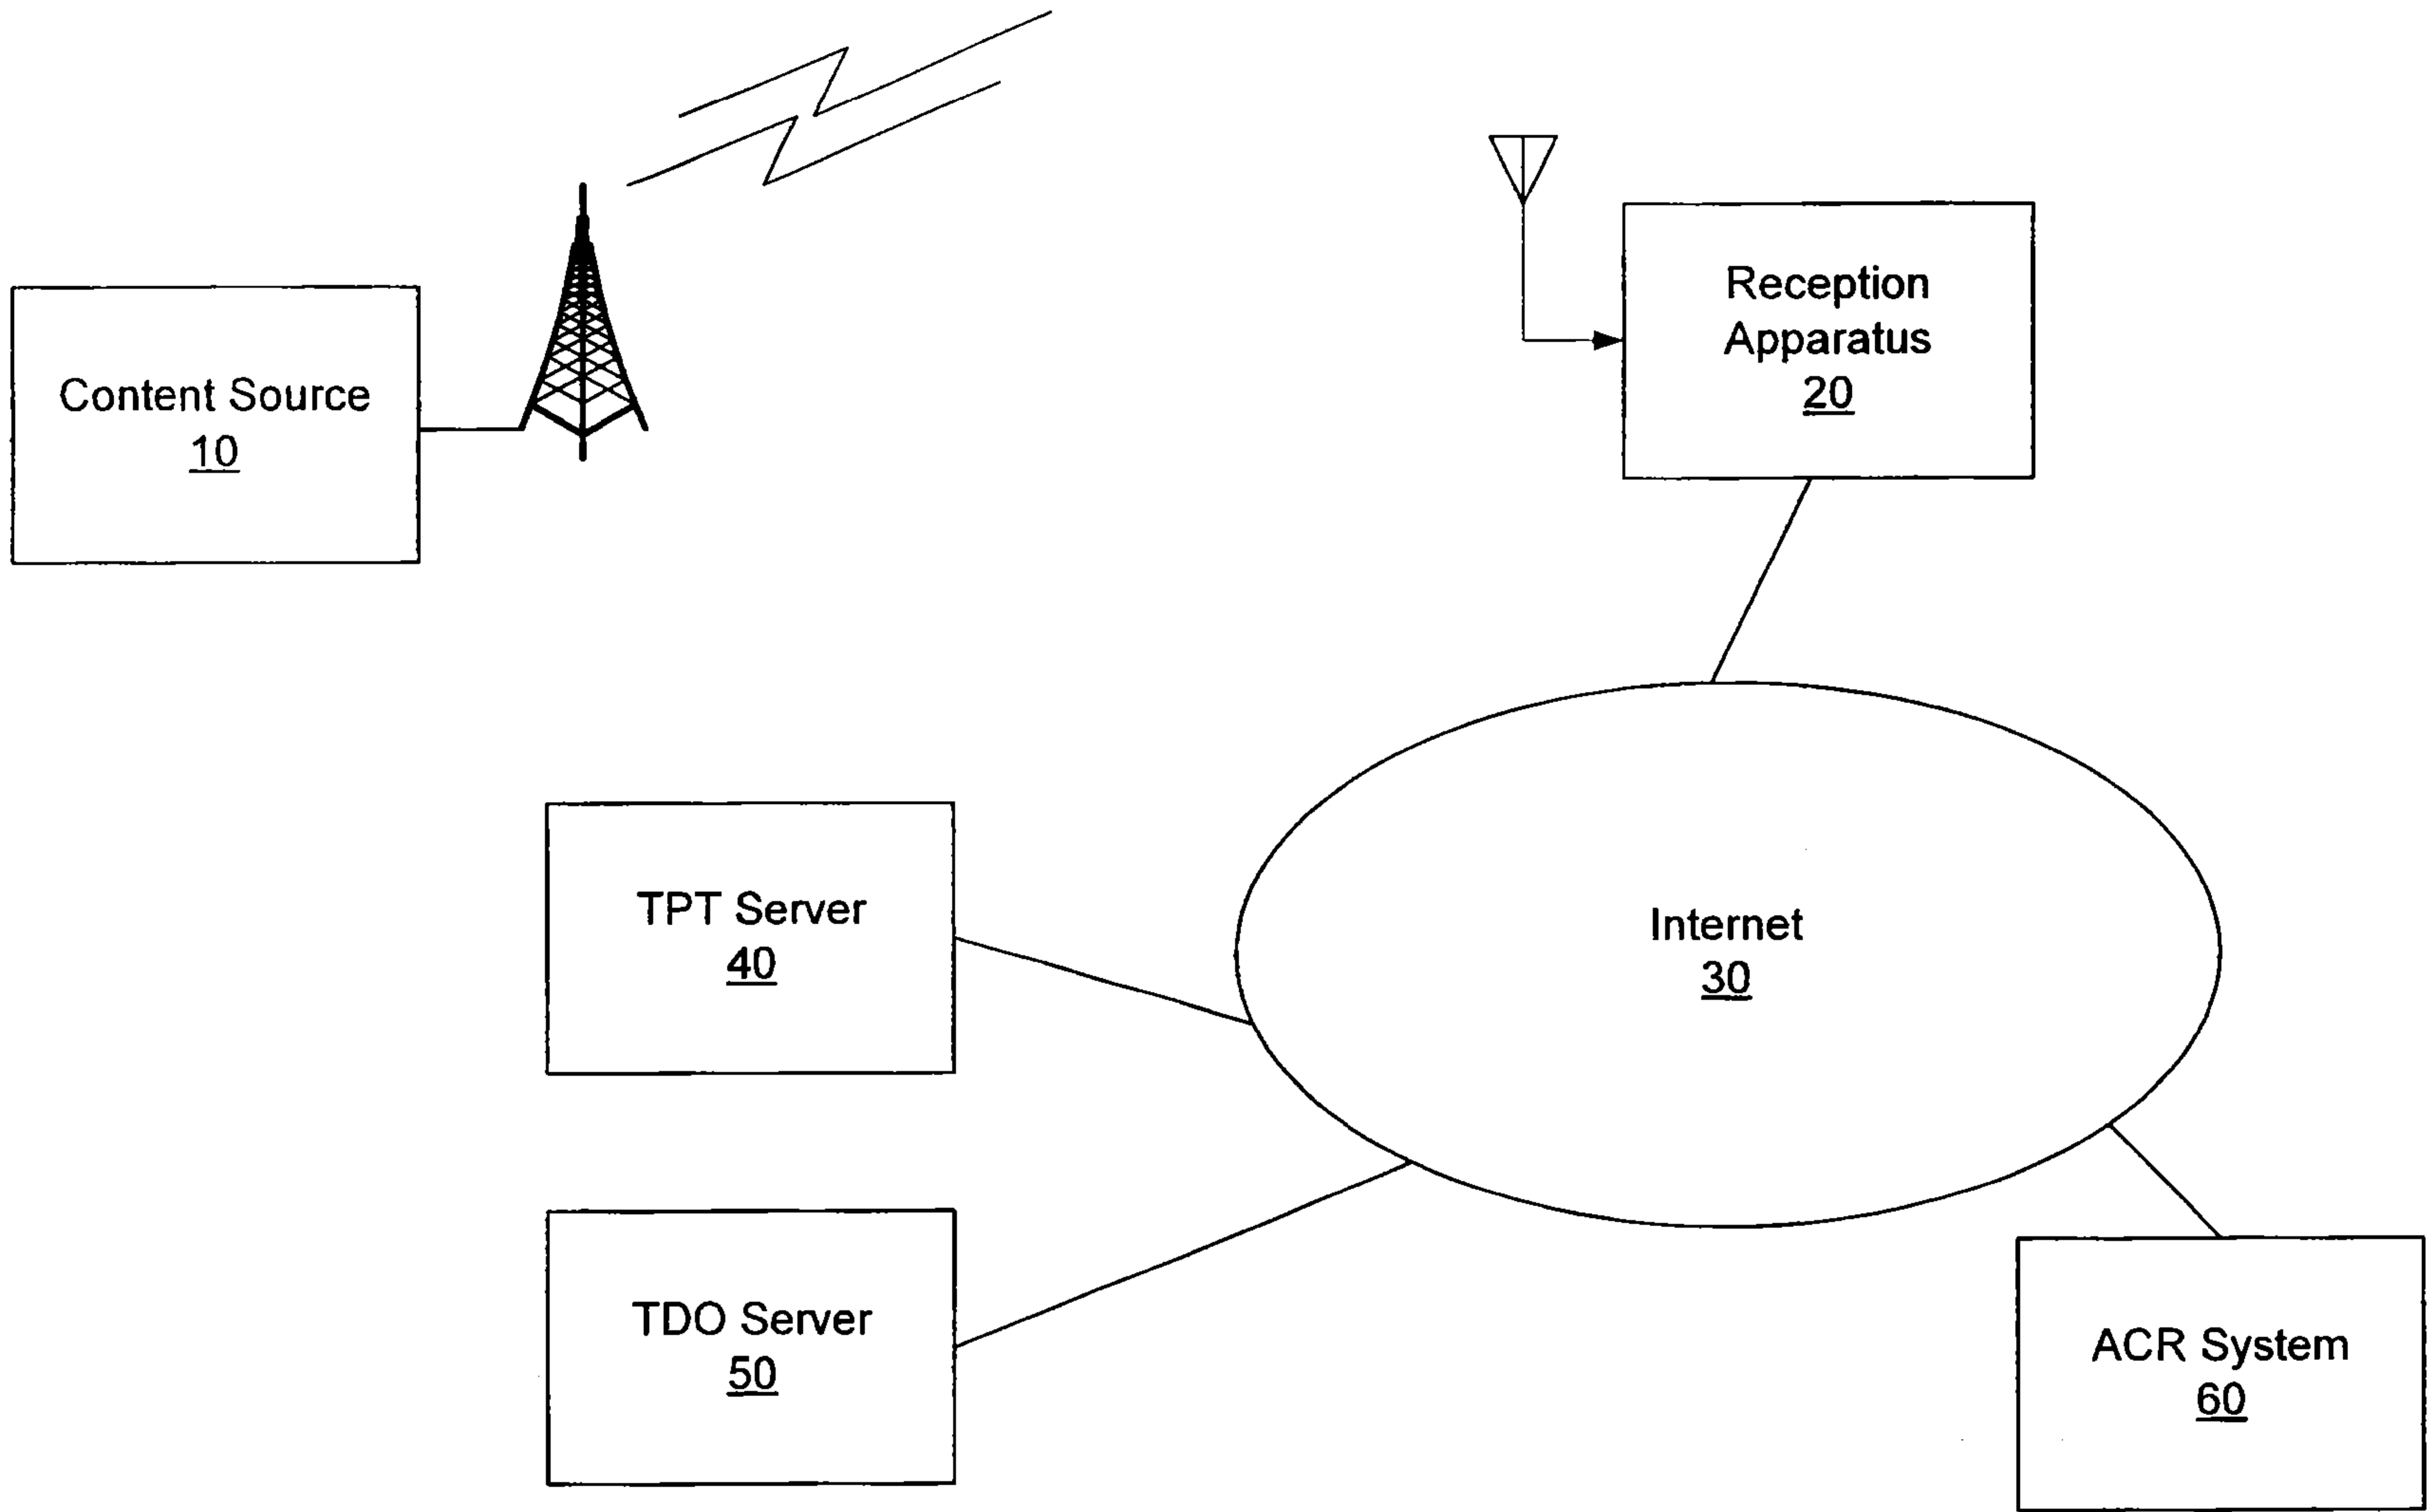 Reception
Apparatus
20
Content Source
10
TPT Server
40
Internet
30
TDO Server
50
ACR System
60